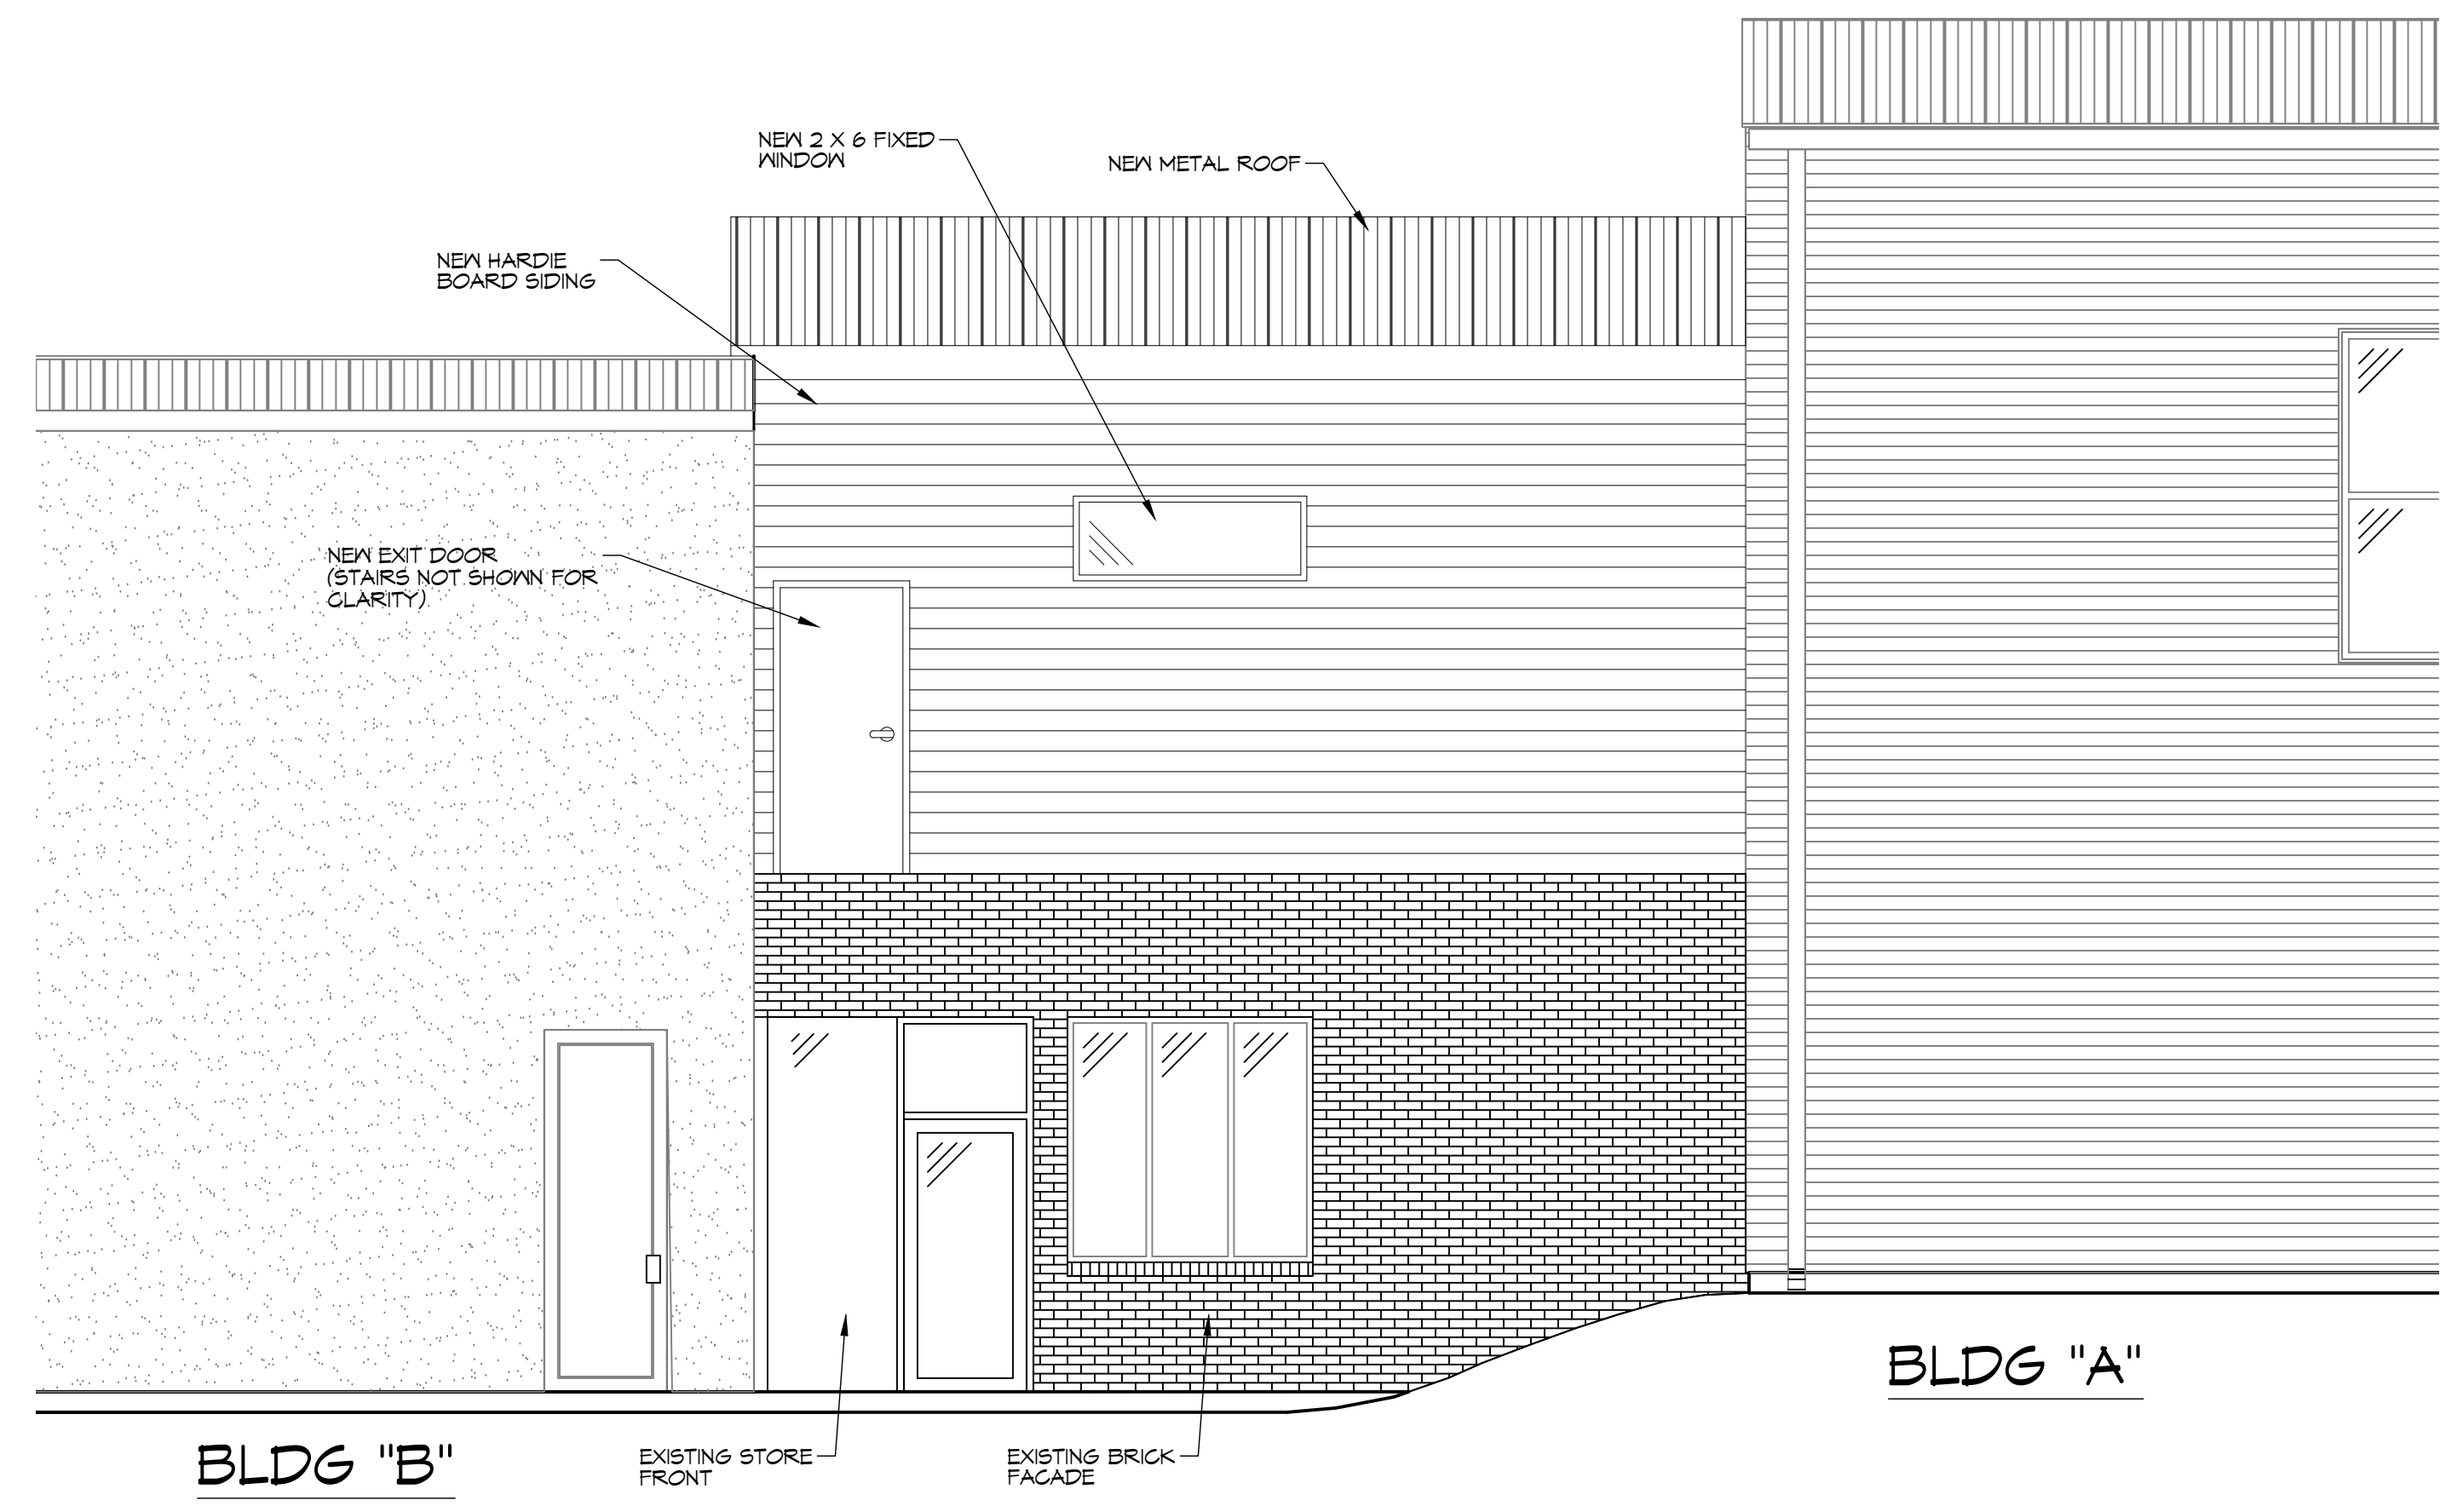 NEW 2 X 6 FIXED
WINDOW
NEW METAL ROOF
NEW HARDIE
BOARD SIDING
NEW EXIT DOOR
(STAIRS NOT SHOWN FOR
CLARITY)
BLDG "A"
BLDG "B"
EXISTING STORE
FRONT
EXISTING BRICK
FACADE